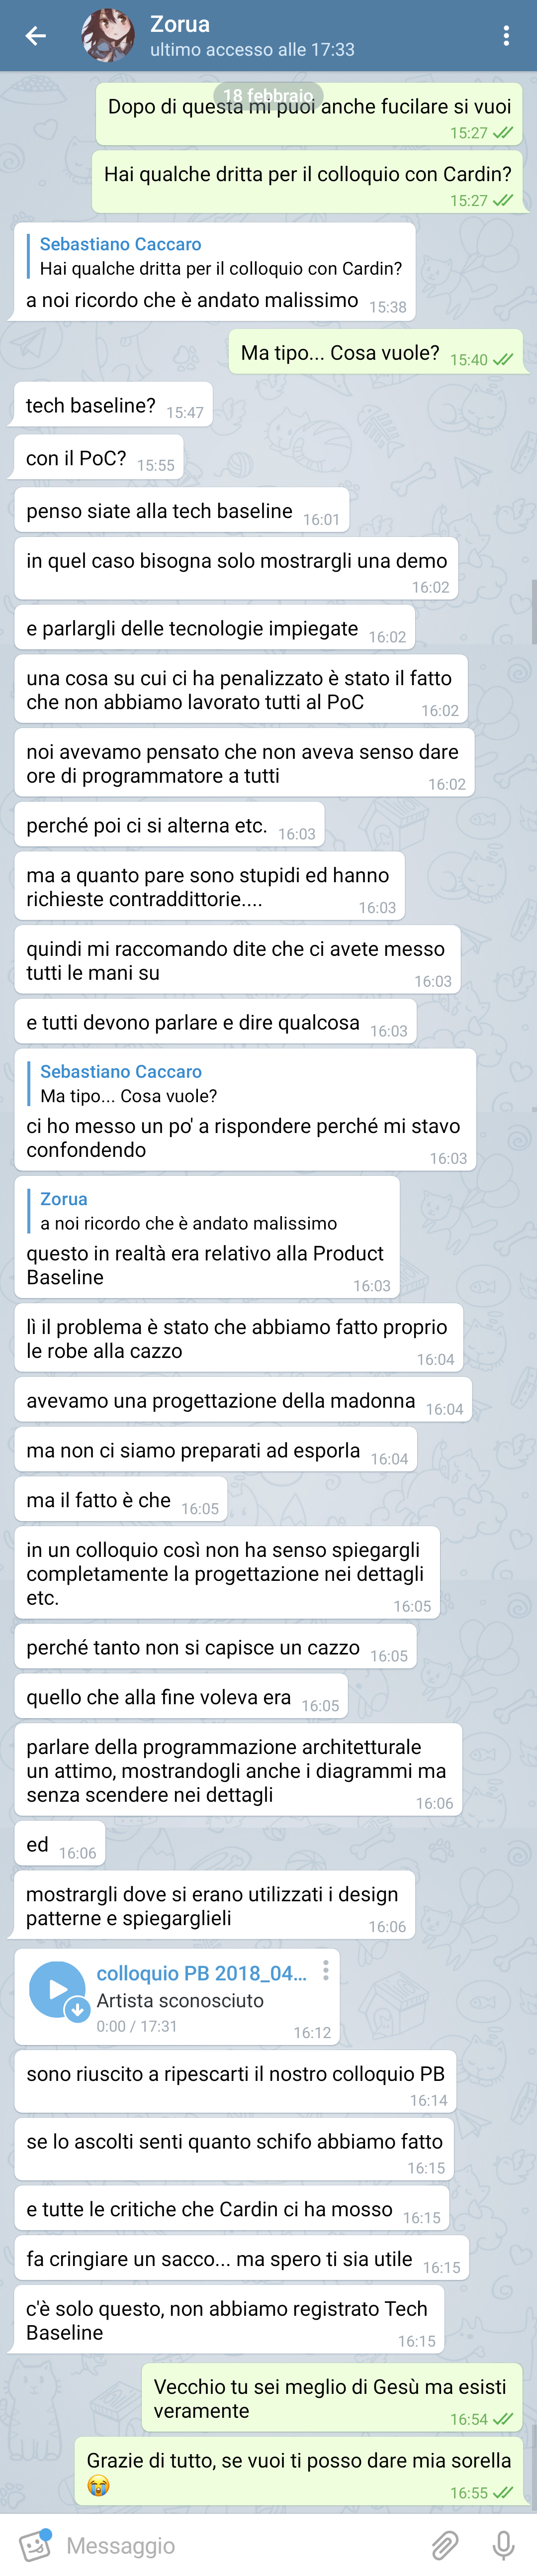 Zorua
ultimo accesso alle 17:33
18 febbraio
Dopo di questa mi puoi anche fucilare si vuoi
15:27
Hai qualche dritta per il colloquio con Cardin?
15:27
Sebastiano Caccaro
Hai qualche dritta per il colloquio con Cardin?
a noi ricordo che è andato malissimo 15:38
Ma tipo... Cosa vuole? 15:40
tech baseline? 15:47
con il PoC? 15:55
penso siate alla tech baseline 16:01
in quel caso bisogna solo mostrargli una demo
16:02
e parlargli delle tecnologie impiegate 16:02
una cosa su cui ci ha penalizzato è stato il fatto
che non abbiamo lavorato tutti al PoC 16:02
noi avevamo pensato che non aveva senso dare
ore di programmatore a tutti 16:02
perché poi ci si alterna etc. 16:03
ma a quanto pare sono stupidi ed hanno
richieste contraddittorie.... 16:03
quindi mi raccomando dite che ci avete messo
tutti le mani su 16:03
e tutti devono parlare e dire qualcosa 16:03
Sebastiano Caccaro
Ma tipo... Cosa vuole?
ci ho messo un po' a rispondere perché mi stavo
confondendo 16:03
Zorua
a noi ricordo che è andato malissimo
questo in realtà era relativo alla Product
Baseline 16:03
lì il problema è stato che abbiamo fatto proprio
le robe alla cazzo 16:04
avevamo una progettazione della madonna 16:04
ma non ci siamo preparati ad esporla 16:04
ma il fatto è che 16:05
in un colloquio così non ha senso spiegargli
completamente la progettazione nei dettagli
etc. 16:05
perché tanto non si capisce un cazzo 16:05
quello che alla fine voleva era 16:05
parlare della programmazione architetturale
un attimo, mostrandogli anche i diagrammi ma
senza scendere nei dettagli 16:06
ed 16:06
mostrargli dove si erano utilizzati i design
patterne e spiegarglieli 16:06
colloquio PB 2018_04...
Artista sconosciuto
0:00 / 17:31 16:12
sono riuscito a ripescarti il nostro colloquio PB
16:14
se lo ascolti senti quanto schifo abbiamo fatto
16:15
e tutte le critiche che Cardin ci ha mosso 16:15
fa cringiare un sacco... ma spero ti sia utile 16:15
c'è solo questo, non abbiamo registrato Tech
Baseline 16:15
Vecchio tu sei meglio di Gesù ma esisti
veramente 16:54
Grazie di tutto, se vuoi ti posso dare mia sorella
😭 16:55
Messaggio